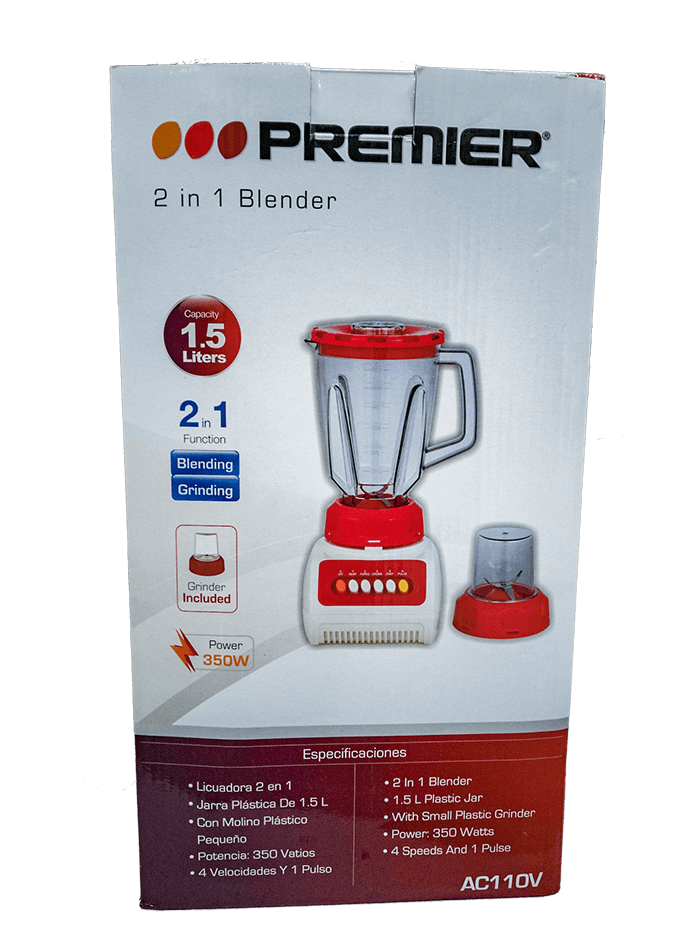 PREMIER®
2 in 1 Blender
Capacity
1.5
Liters
2 in 1
Function
Blending
Grinding
Grinder
Included
Power
350W
Especificaciones
• Licuadora 2 en 1
• Jarra Plástica De 1.5 L
• Con Molino Plástico
Pequeño
• Potencia: 350 Vatios
• 4 Velocidades Y 1 Pulso
• 2 In 1 Blender
• 1.5 L Plastic Jar
• With Small Plastic Grinder
• Power: 350 Watts
• 4 Speeds And 1 Pulse
AC110V